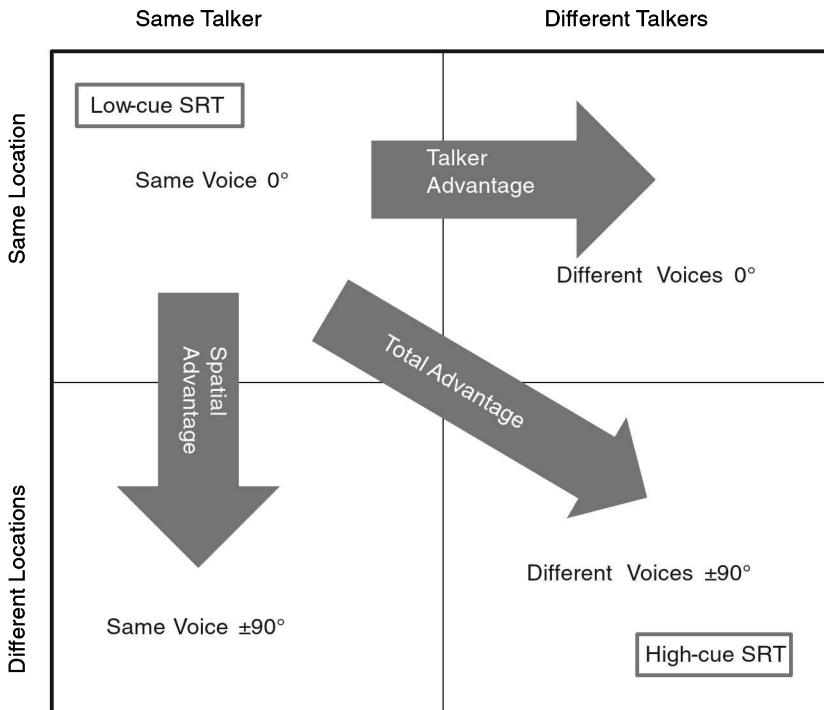 Same Talker
Different Talkers
Same Location
Low-cue SRT
Same Voice 0°
Talker
Advantage
Different Voices 0°
Spatial
Advantage
Total Advantage
Different Locations
Same Voice ±90°
Different Voices ±90°
High-cue SRT